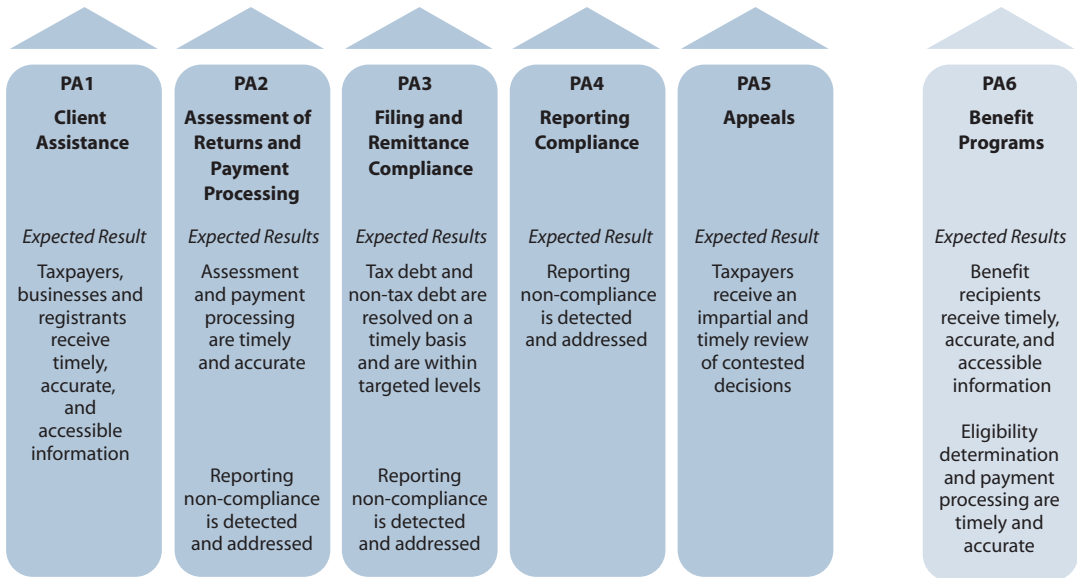 PA1
Client
Assistance
Expected Result
Taxpayers,
businesses and
registrants
receive
timely,
accurate,
and
accessible
information
PA2
Assessment of
Returns and
Payment
Processing
Expected Results
Assessment
and payment
processing
are timely
and accurate
Reporting
non-compliance
is detected
and addressed
PA3
Filing and
Remittance
Compliance
Expected Results
Tax debt and
non-tax debt are
resolved on a
timely basis
and are within
targeted levels
Reporting
non-compliance
is detected
and addressed
PA4
Reporting
Compliance
Expected Result
Reporting
non-compliance
is detected
and addressed
PA5
Appeals
Expected Result
Taxpayers
receive an
impartial and
timely review
of contested
decisions
PA6
Benefit
Programs
Expected Results
Benefit
recipients
receive timely,
accurate, and
accessible
information
Eligibility
determination
and payment
processing are
timely and
accurate